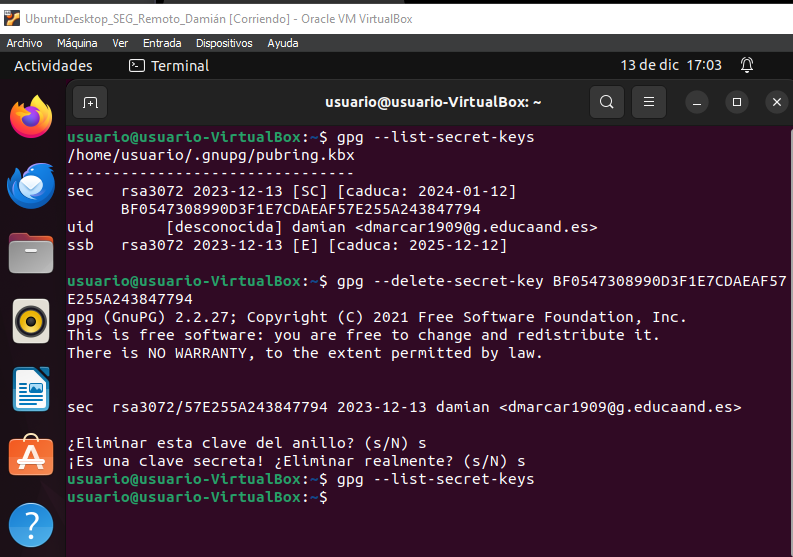 UbuntuDesktop_SEG_Remoto_Damián [Corriendo] - Oracle VM VirtualBox
Archivo Máquina Ver Entrada Dispositivos Ayuda
Actividades Terminal 13 de dic 17:03
usuario@usuario-VirtualBox: ~
usuario@usuario-VirtualBox:~$ gpg --list-secret-keys
/home/usuario/.gnupg/pubring.kbx
--------------------------------
sec   rsa3072 2023-12-13 [SC] [caduca: 2024-01-12]
      BF0547308990D3F1E7CDAEAF57E255A243847794
uid        [desconocida] damian <dmarcar1909@g.educaand.es>
ssb   rsa3072 2023-12-13 [E] [caduca: 2025-12-12]
usuario@usuario-VirtualBox:~$ gpg --delete-secret-key BF0547308990D3F1E7CDAEAF57
E255A243847794
gpg (GnuPG) 2.2.27; Copyright (C) 2021 Free Software Foundation, Inc.
This is free software: you are free to change and redistribute it.
There is NO WARRANTY, to the extent permitted by law.
sec  rsa3072/57E255A243847794 2023-12-13 damian <dmarcar1909@g.educaand.es>
¿Eliminar esta clave del anillo? (s/N) s
¡Es una clave secreta! ¿Eliminar realmente? (s/N) s
usuario@usuario-VirtualBox:~$ gpg --list-secret-keys
usuario@usuario-VirtualBox:~$